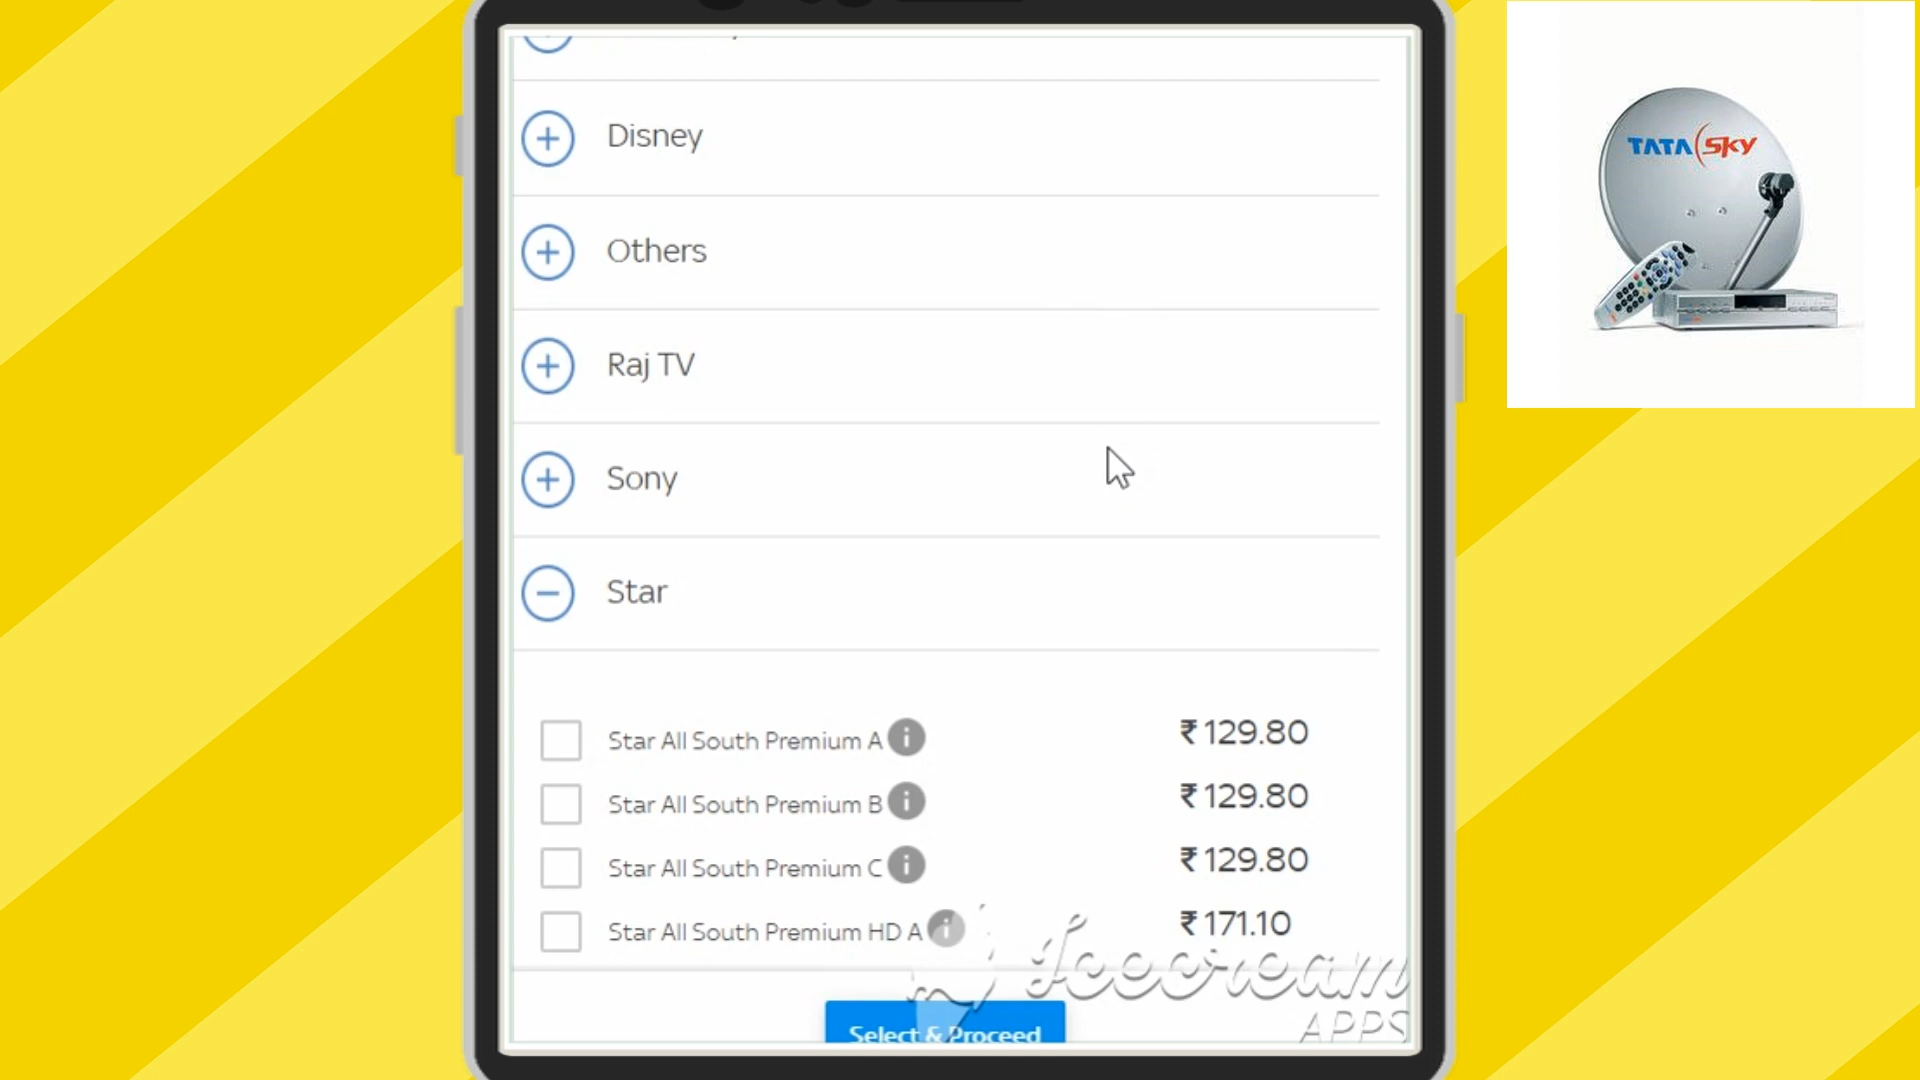 TATA Sky
Disney
Others
Raj TV
Sony
Star
Star All South Premium A i ₹129.80
Star All South Premium B i ₹129.80
Star All South Premium C i ₹129.80
Star All South Premium HD A i ₹171.10
Icecream
APPS
Select & Proceed